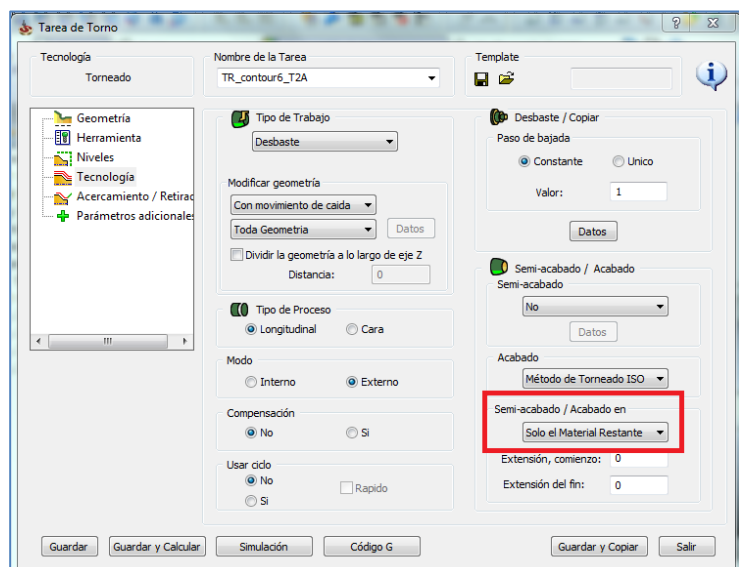 Tarea de Torno
Tecnología
Torneado
Nombre de la Tarea
TR_contour6_T2A
Template
Geometría
Herramienta
Niveles
Tecnología
Acercamiento / Retirac
Parámetros adicionales
Tipo de Trabajo
Desbaste
Modificar geometría
Con movimiento de caida
Toda Geometria
Datos
Dividir la geometría a lo largo de eje Z
Distancia:
0
Tipo de Proceso
Longitudinal
Cara
Modo
Interno
Externo
Compensación
No
Si
Usar ciclo
No
Si
Rapido
Desbaste / Copiar
Paso de bajada
Constante
Unico
Valor:
1
Datos
Semi-acabado / Acabado
Semi-acabado
No
Datos
Acabado
Método de Torneado ISO
Semi-acabado / Acabado en
Solo el Material Restante
Extensión, comienzo:
0
Extensión del fin:
0
Guardar
Guardar y Calcular
Simulación
Código G
Guardar y Copiar
Salir